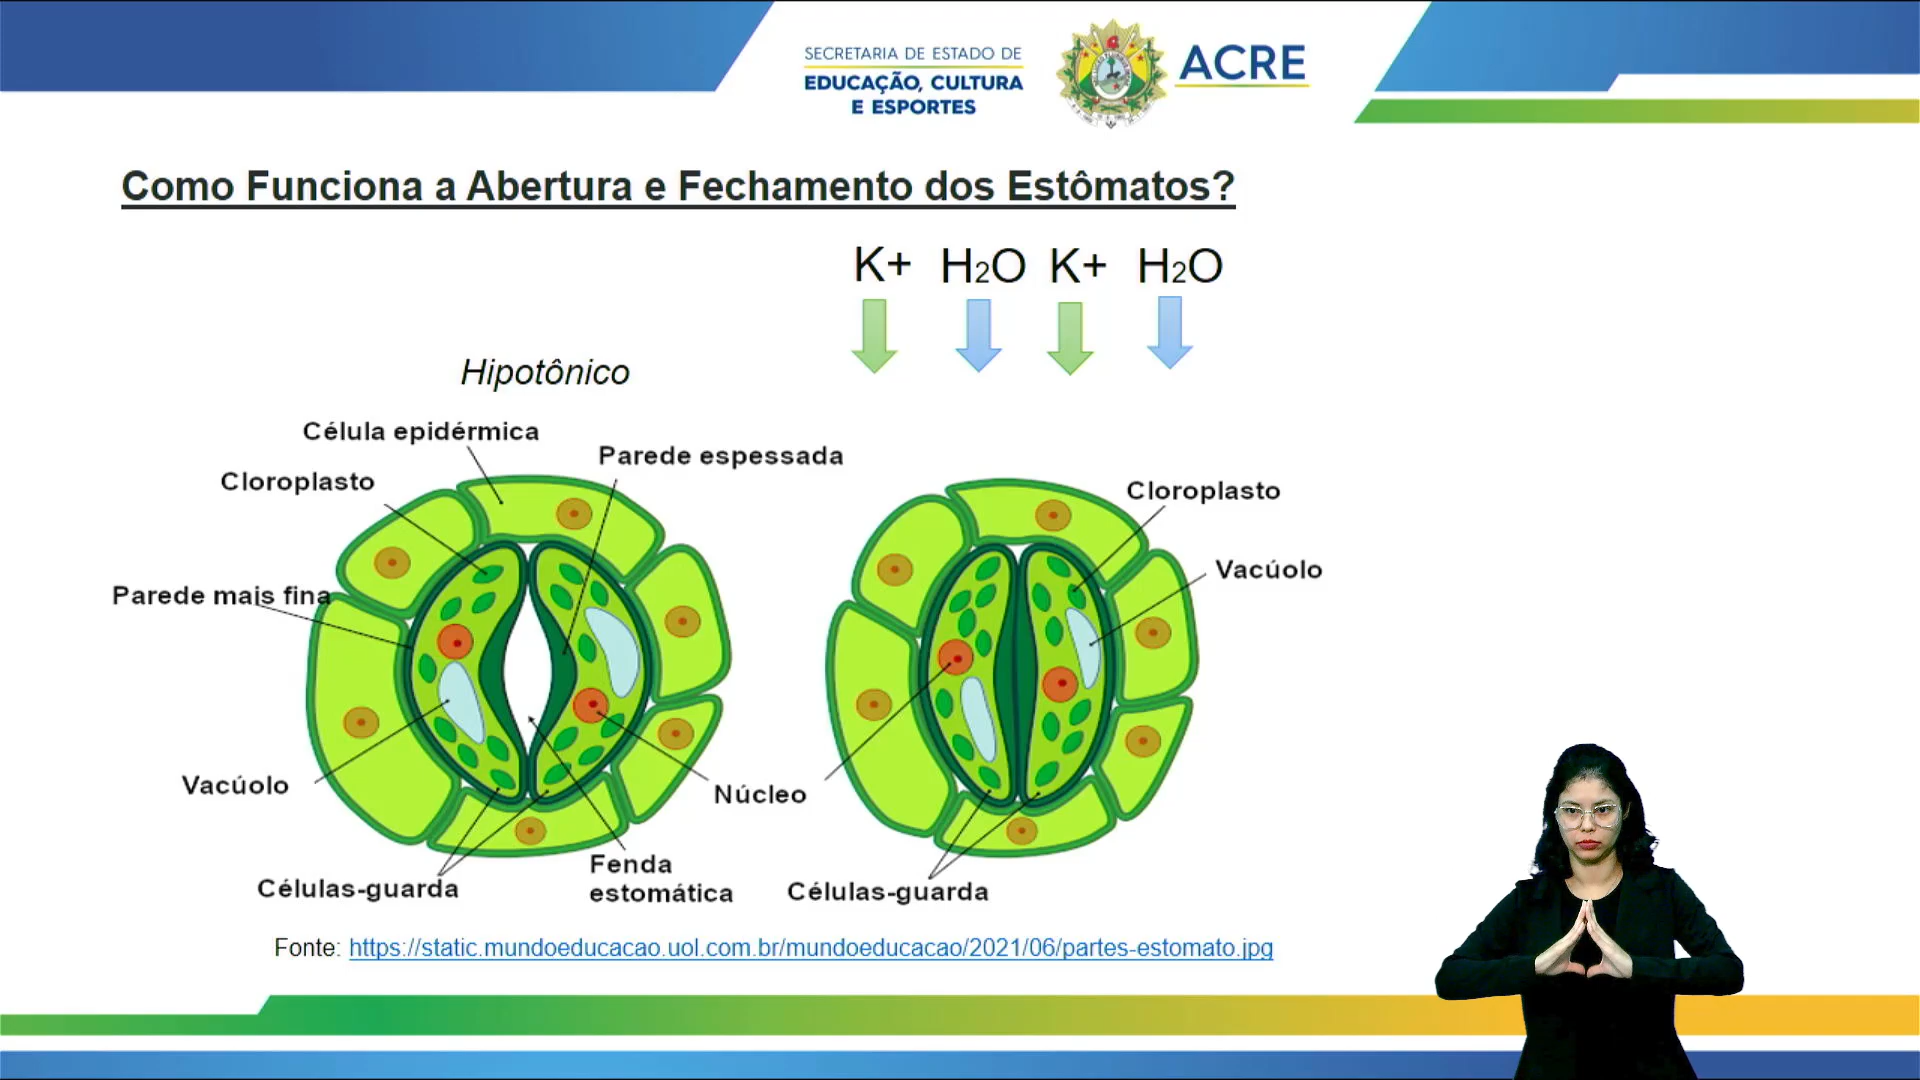 SECRETARIA DE ESTADO DE
EDUCAÇÃO, CULTURA
E ESPORTES
ACRE
Como Funciona a Abertura e Fechamento dos Estômatos?
K+ H2O K+ H2O
Hipotônico
Célula epidérmica
Parede espessada
Cloroplasto
Cloroplasto
Vacúolo
Parede mais fina
Vacúolo
Núcleo
Fenda
estomática
Células-guarda
Células-guarda
Fonte: https://static.mundoeducacao.uol.com.br/mundoeducacao/2021/06/partes-estomato.jpg